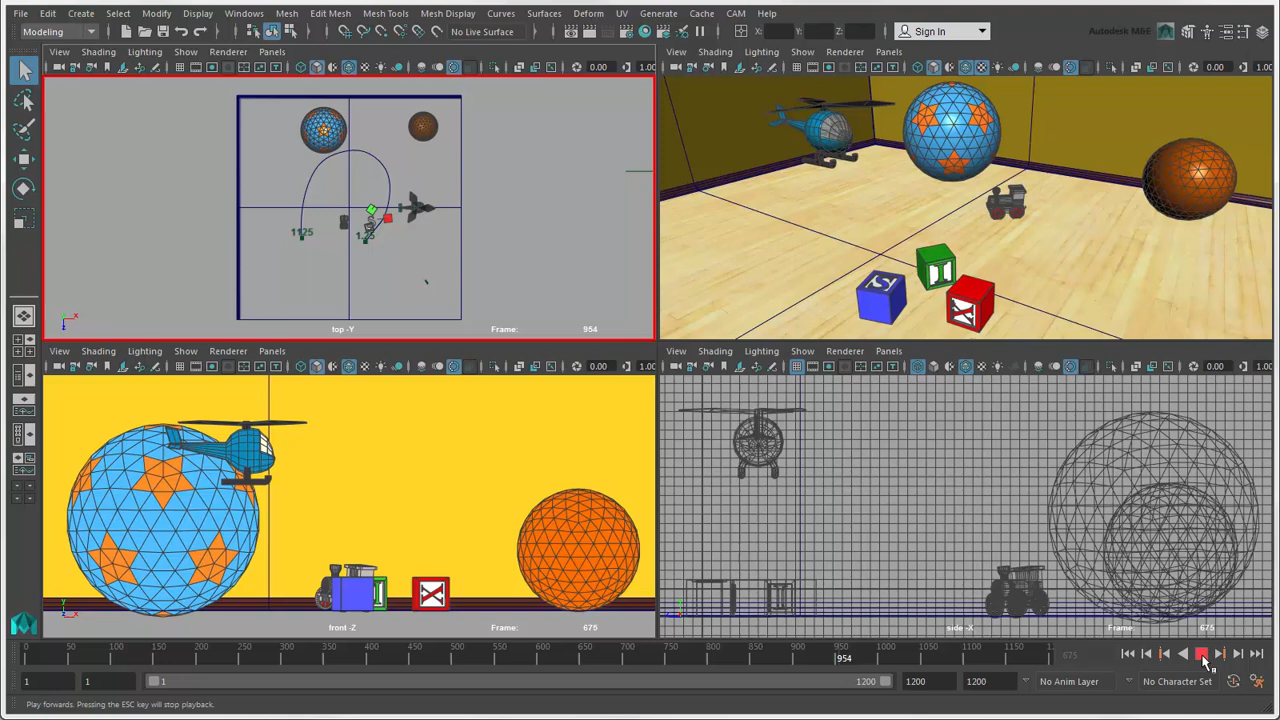 File Edit Create Select Modify Display Windows Mesh Edit Mesh Mesh Tools Mesh Display Curves Surfaces Deform UV Generate Cache CAM Help
Modeling No Live Surface X: Y: Z: Sign In Autodesk M&E
View Shading Lighting Show Renderer Panels
0.00 1.00
View Shading Lighting Show Renderer Panels
0.00 1.00
1125
1.25
top -Y Frame: 954
View Shading Lighting Show Renderer Panels
0.00 1.00
View Shading Lighting Show Renderer Panels
0.00 1.00
front -Z Frame: 675
side -X Frame: 675
0 50 100 150 200 250 300 350 400 450 500 550 600 650 700 750 800 850 900 950 1000 1050 1100 1150
954
675
1 1 1 1200 1200 1200 No Anim Layer No Character Set
Play forwards. Pressing the ESC key will stop playback.